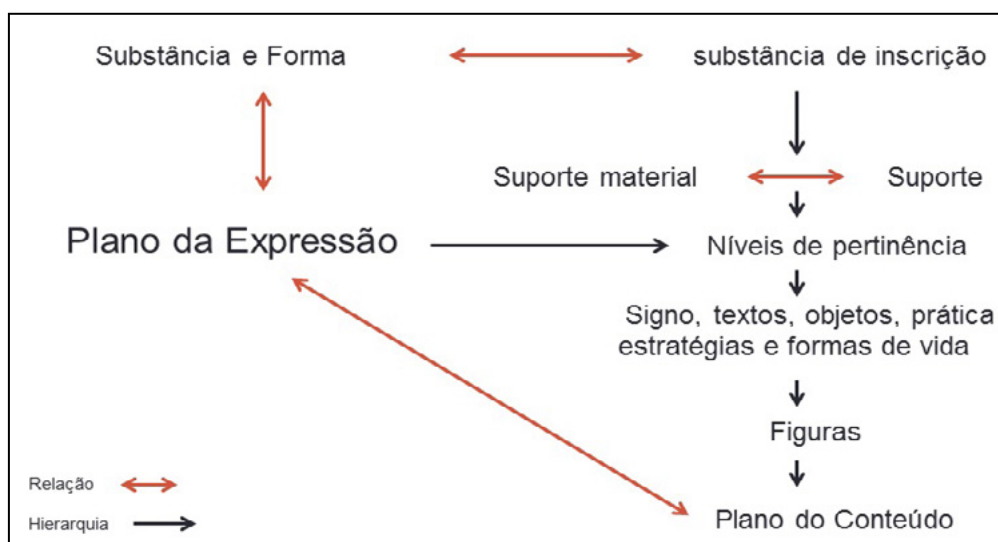 Substância e Forma
substância de inscrição
Suporte material
Suporte
Plano da Expressão
Níveis de pertinência
Signo, textos, objetos, prática
estratégias e formas de vida
Figuras
Relação
Hierarquia
Plano do Conteúdo